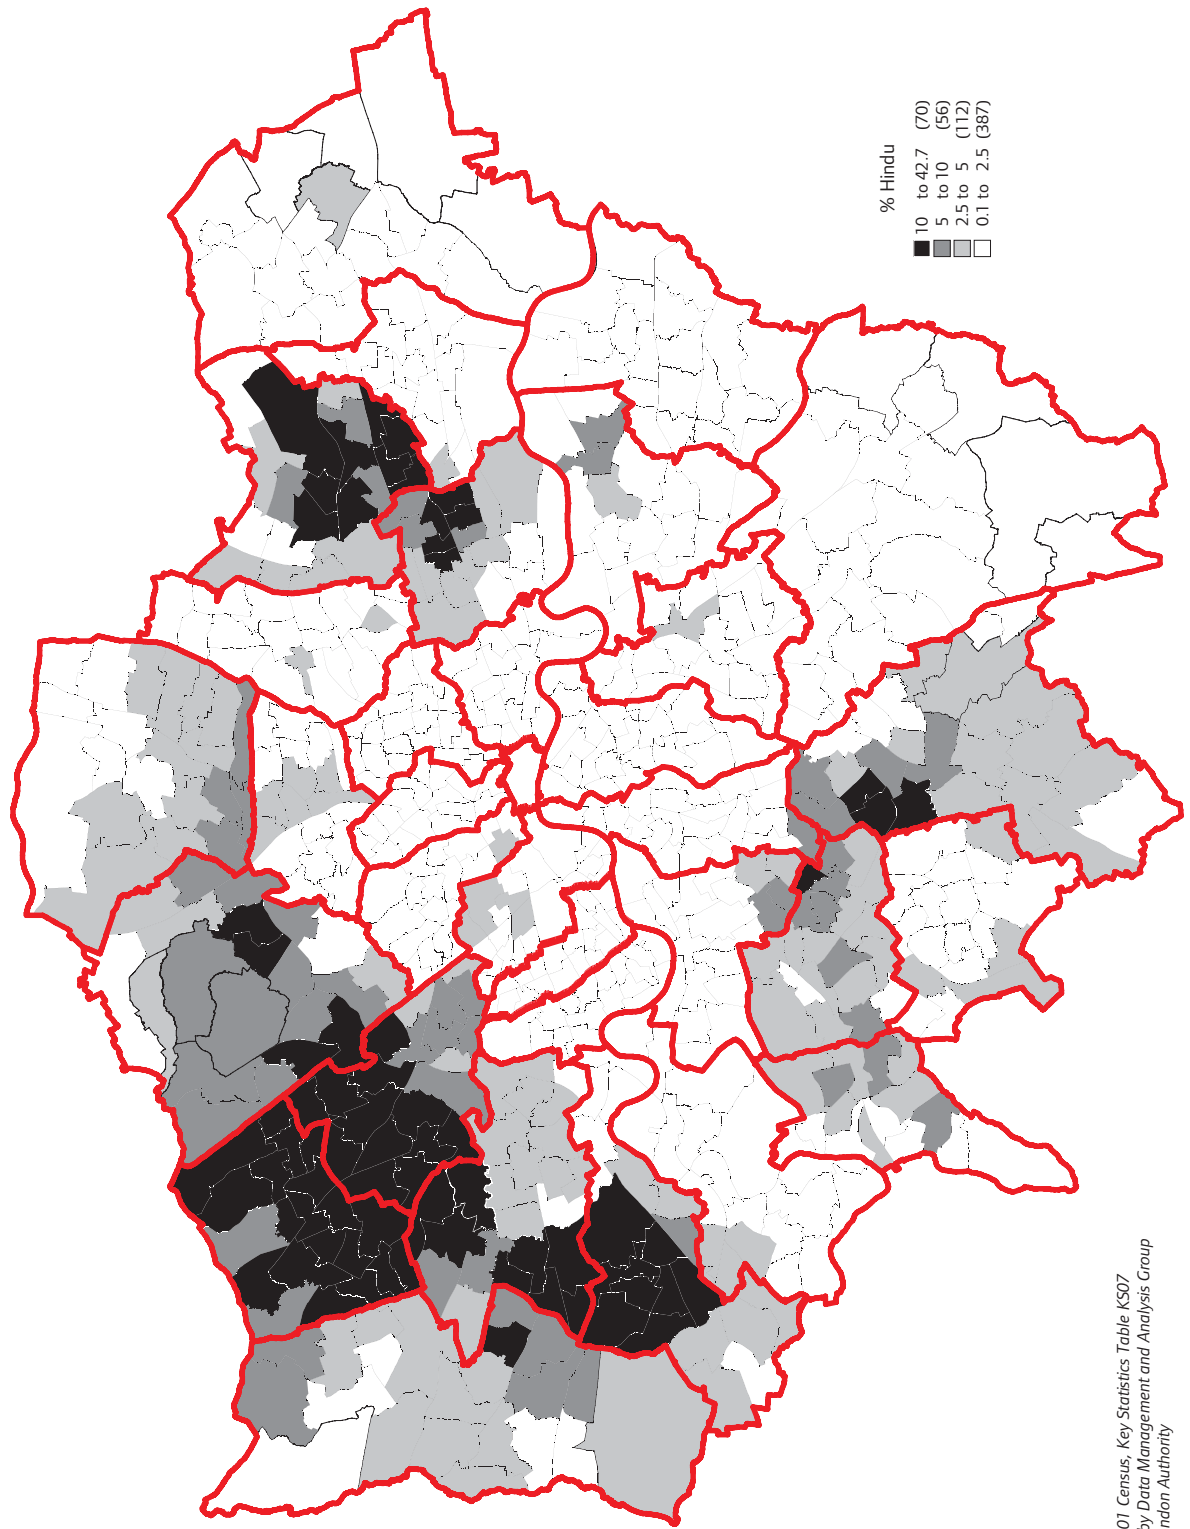 % Hindu
10 to 42.7 (70)
5 to 10 (56)
2.5 to 5 (112)
0.1 to 2.5 (387)
01 Census, Key Statistics Table KS07
by Data Management and Analysis Group
ndon Authority